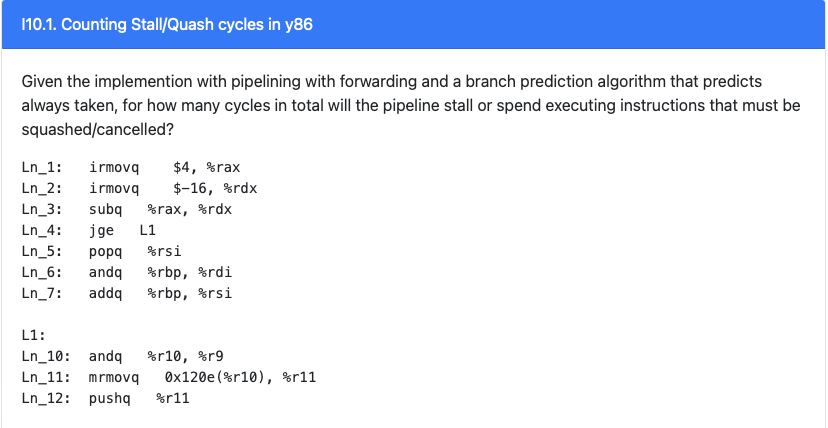 I10.1. Counting Stall/Quash cycles in y86
Given the implemention with pipelining with forwarding and a branch prediction algorithm that predicts
always taken, for how many cycles in total will the pipeline stall or spend executing instructions that must be
squashed/cancelled?
Ln_1: irmovq $4, %rax
Ln_2: irmovq $-16, %rdx
Ln_3: subq %rax, %rdx
Ln_4: jge L1
Ln_5: popq %rsi
Ln_6: andq %rbp, %rdi
Ln_7: addq %rbp, %rsi
L1:
Ln_10: andq %r10, %r9
Ln_11: mrmovq 0x120e(%r10), %r11
Ln_12: pushq %r11